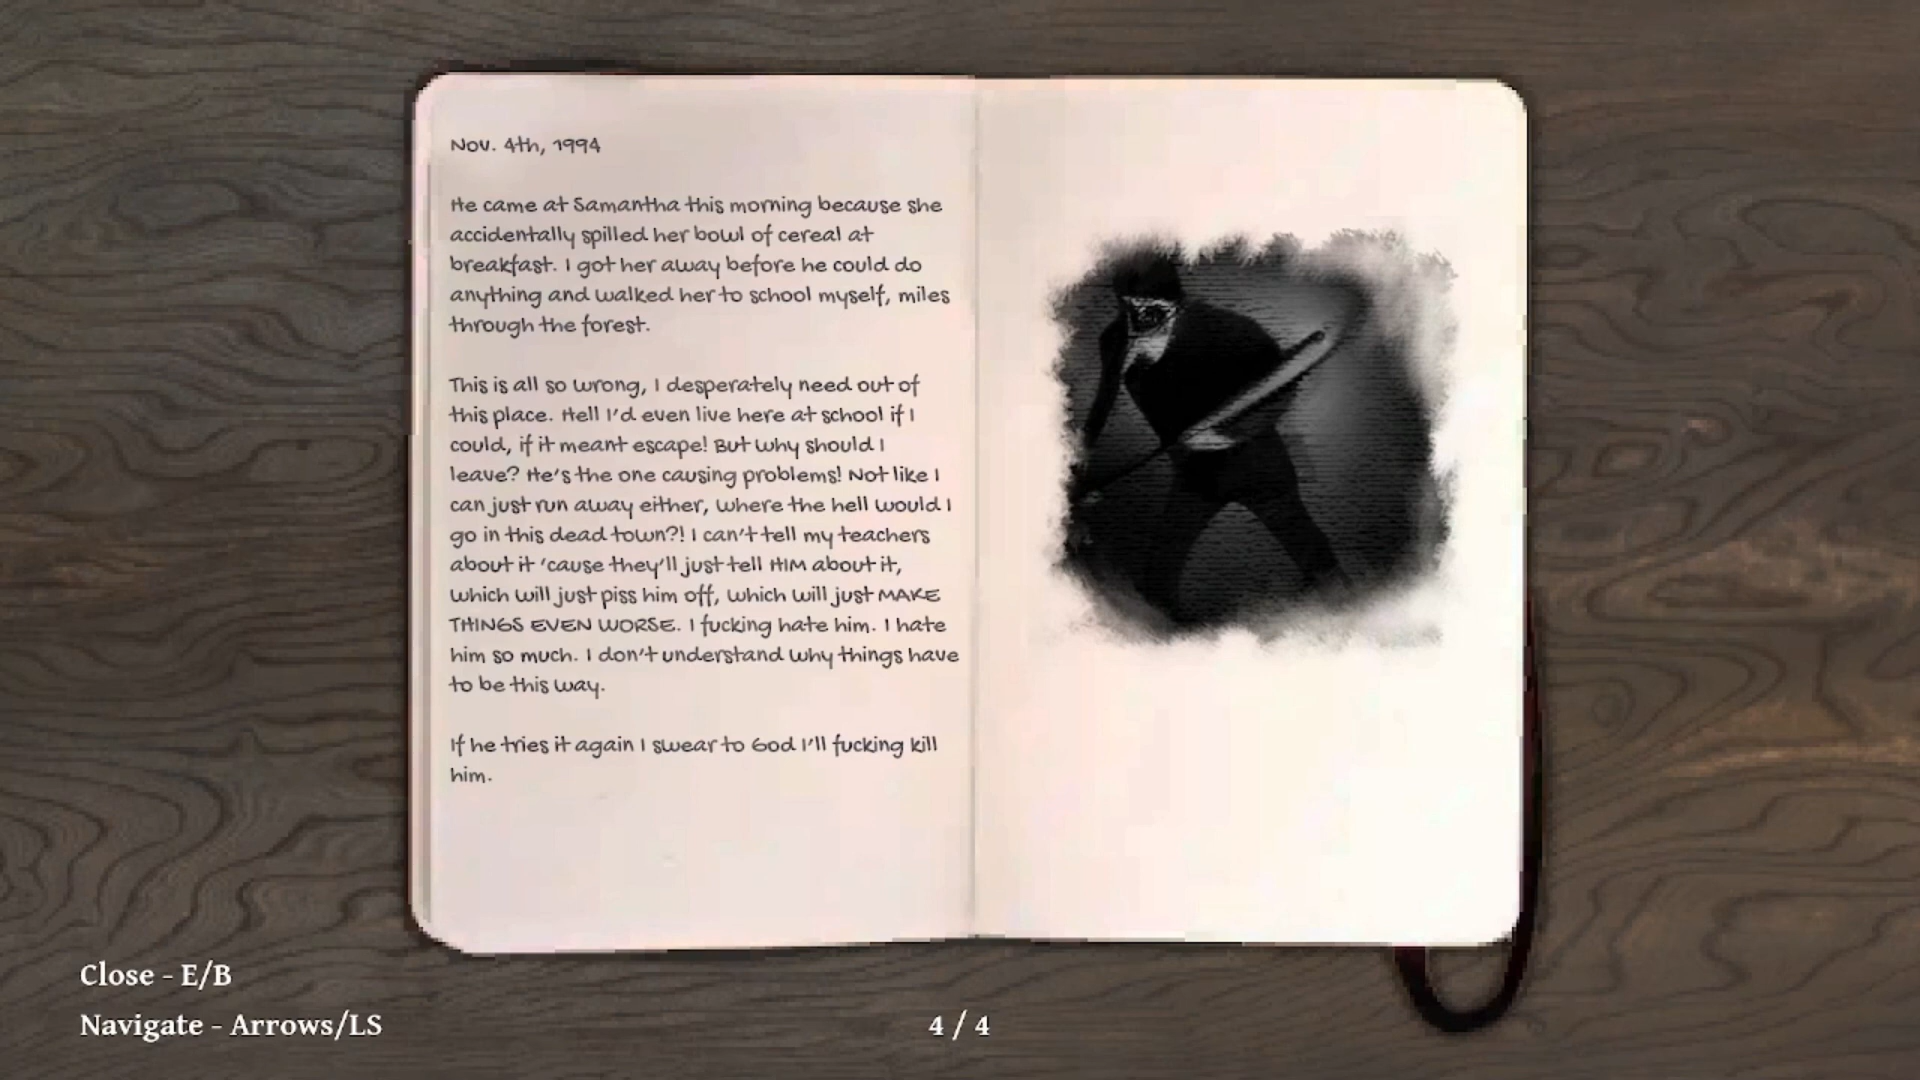 Nov. 4th, 1994
He came at Samantha this morning because she
accidentally spilled her bowl of cereal at
breakfast. I got her away before he could do
anything and walked her to school myself, miles
through the forest.
This is all so wrong, I desperately need out of
this place. Hell I'd even live here at school if I
could, if it meant escape! But why should I
leave? He's the one causing problems! Not like I
can just run away either, where the hell would I
go in this dead town?! I can't tell my teachers
about it 'cause they'll just tell HIM about it,
which will just piss him off, which will just MAKE
THINGS EVEN WORSE. I fucking hate him. I hate
him so much. I don't understand why things have
to be this way.
If he tries it again I swear to God I'll fucking kill
him.
Close - E/B
Navigate - Arrows/LS
4 / 4